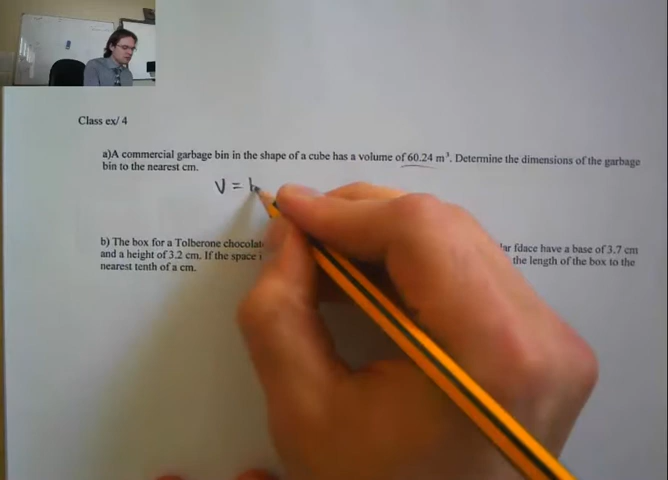 Class ex/ 4
a)A commercial garbage bin in the shape of a cube has a volume of 60.24 m³. Determine the dimensions of the garbage
bin to the nearest cm.
V =
b) The box for a Tolberone fdace have a base of 3.7 cm
and a height of 3.2 cm. If the space the length of the box to the
nearest tenth of a cm.